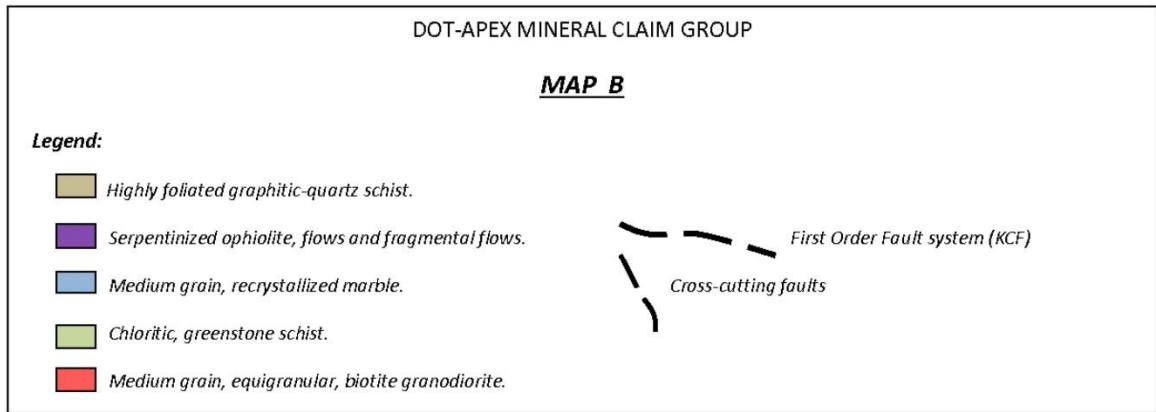 DOT-APEX MINERAL CLAIM GROUP
MAP B
Legend:
Highly foliated graphitic-quartz schist.
Serpentinized ophiolite, flows and fragmental flows.
Medium grain, recrystallized marble.
Chloritic, greenstone schist.
Medium grain, equigranular, biotite granodiorite.
First Order Fault system (KCF)
Cross-cutting faults